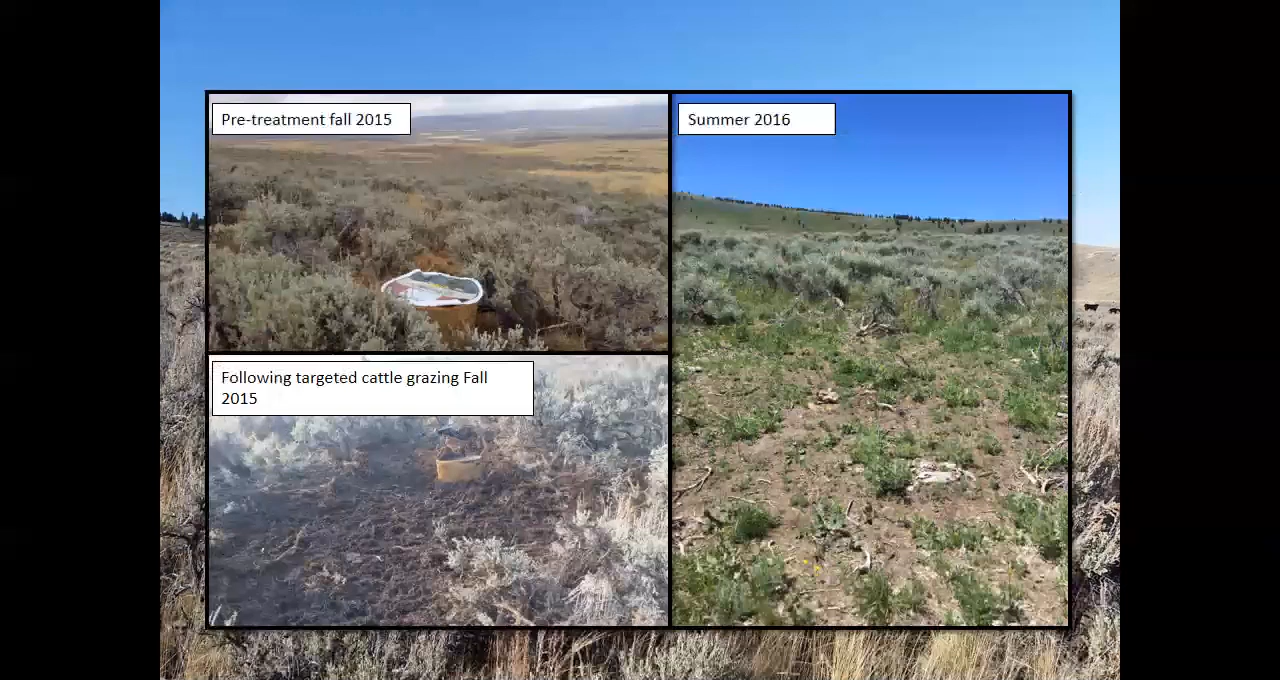 Pre-treatment fall 2015
Summer 2016
Following targeted cattle grazing Fall
2015